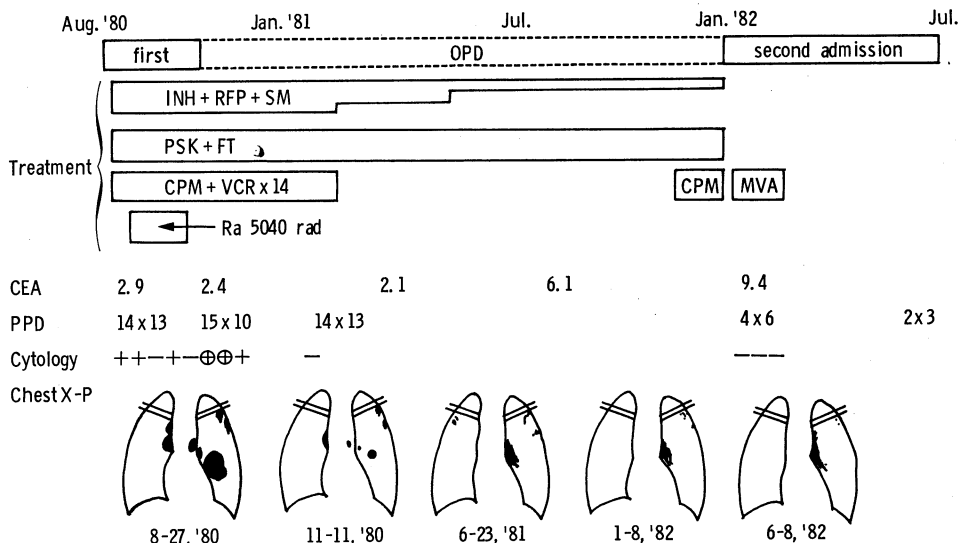 Aug. '80 Jan. '81 Jul. Jan. '82 Jul.
first OPD second admission
INH + RFP + SM
PSK + FT
Treatment
CPM + VCR x 14 CPM MVA
Ra 5040 rad
CEA 2.9 2.4 2.1 6.1 9.4
PPD 14 x 13 15 x 10 14 x 13 4 x 6 2 x 3
Cytology ++−+−⊕⊕+ − −−−
Chest X-P
8-27, '80 11-11, '80 6-23, '81 1-8, '82 6-8, '82